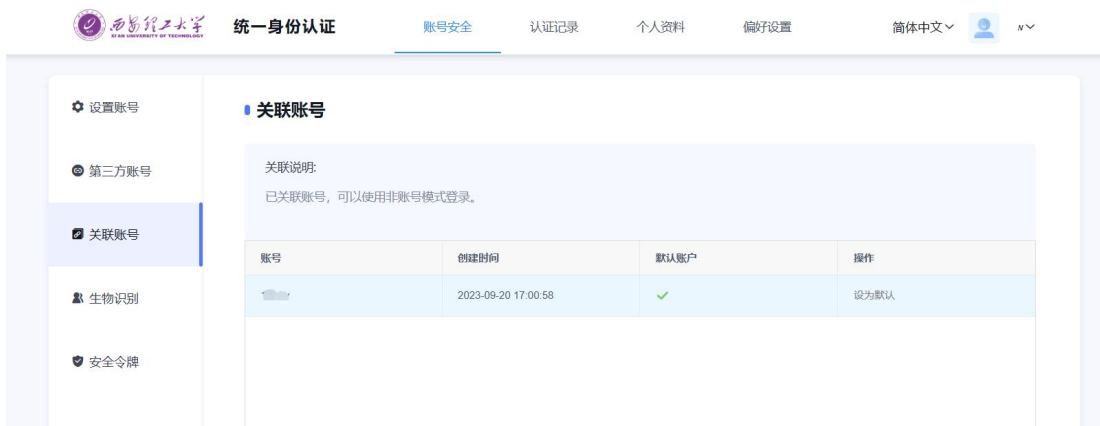 西安理工大学 统一身份认证 账号安全 认证记录 个人资料 偏好设置 简体中文 N
XI'AN UNIVERSITY OF TECHNOLOGY
设置账号
第三方账号
关联账号
生物识别
安全令牌
关联账号
关联说明:
已关联账号，可以使用非账号模式登录。
账号 创建时间 默认账户 操作
2023-09-20 17:00:58 设为默认